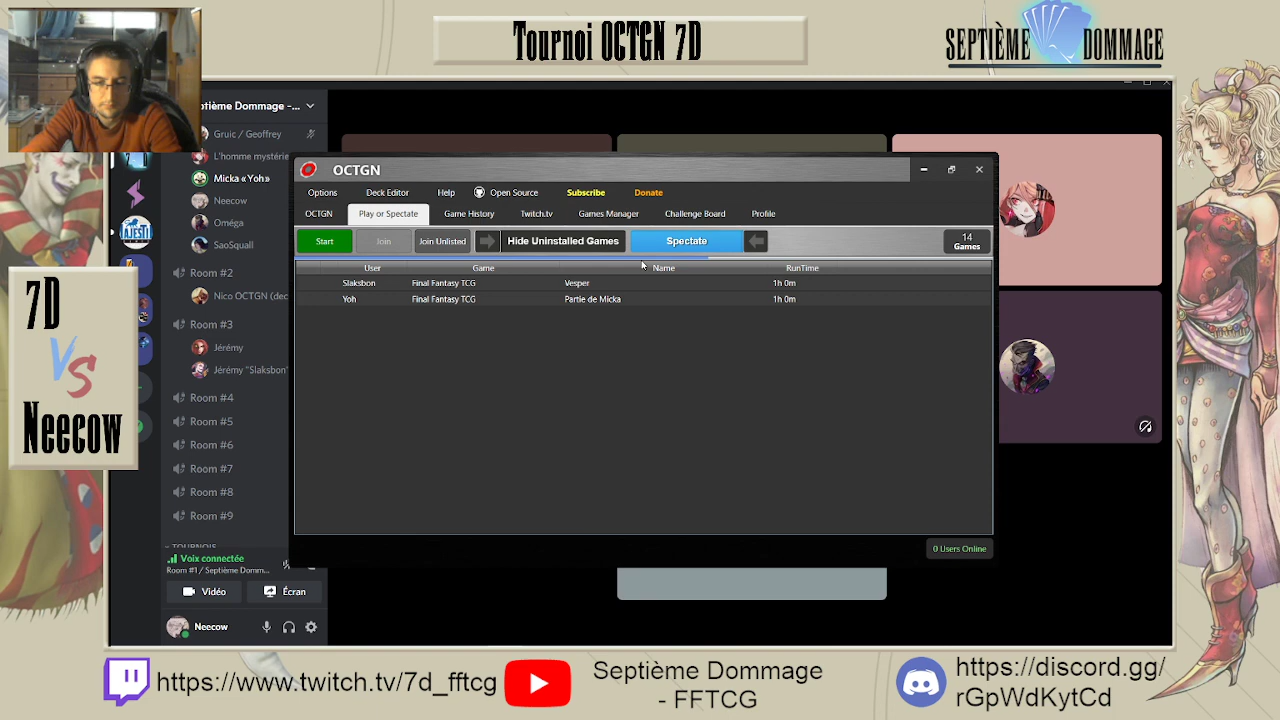 Tournoi OCTGN 7D
SEPTIÈME DOMMAGE
7D
VS
Neecow
Septième Dommage -...
Gruic / Geoffrey
L'homme mystérie
Micka «Yoh»
Neecow
Oméga
SaoSquall
Room #2
Nico OCTGN (dec
Room #3
Jérémy
Jérémy "Slaksbon"
Room #4
Room #5
Room #6
Room #7
Room #8
Room #9
TOURNOIS
Voix connectée
Room #1 / Septième Domm...
Vidéo Écran
Neecow
OCTGN
Options Deck Editor Help Open Source Subscribe Donate
OCTGN Play or Spectate Game History Twitch.tv Games Manager Challenge Board Profile
Start Join Join Unlisted Hide Uninstalled Games Spectate 14 Games
User Game Name RunTime
Slaksbon Final Fantasy TCG Vesper 1h 0m
Yoh Final Fantasy TCG Partie de Micka 1h 0m
0 Users Online
https://www.twitch.tv/7d_fftcg
Septième Dommage
- FFTCG
https://discord.gg/
rGpWdKytCd